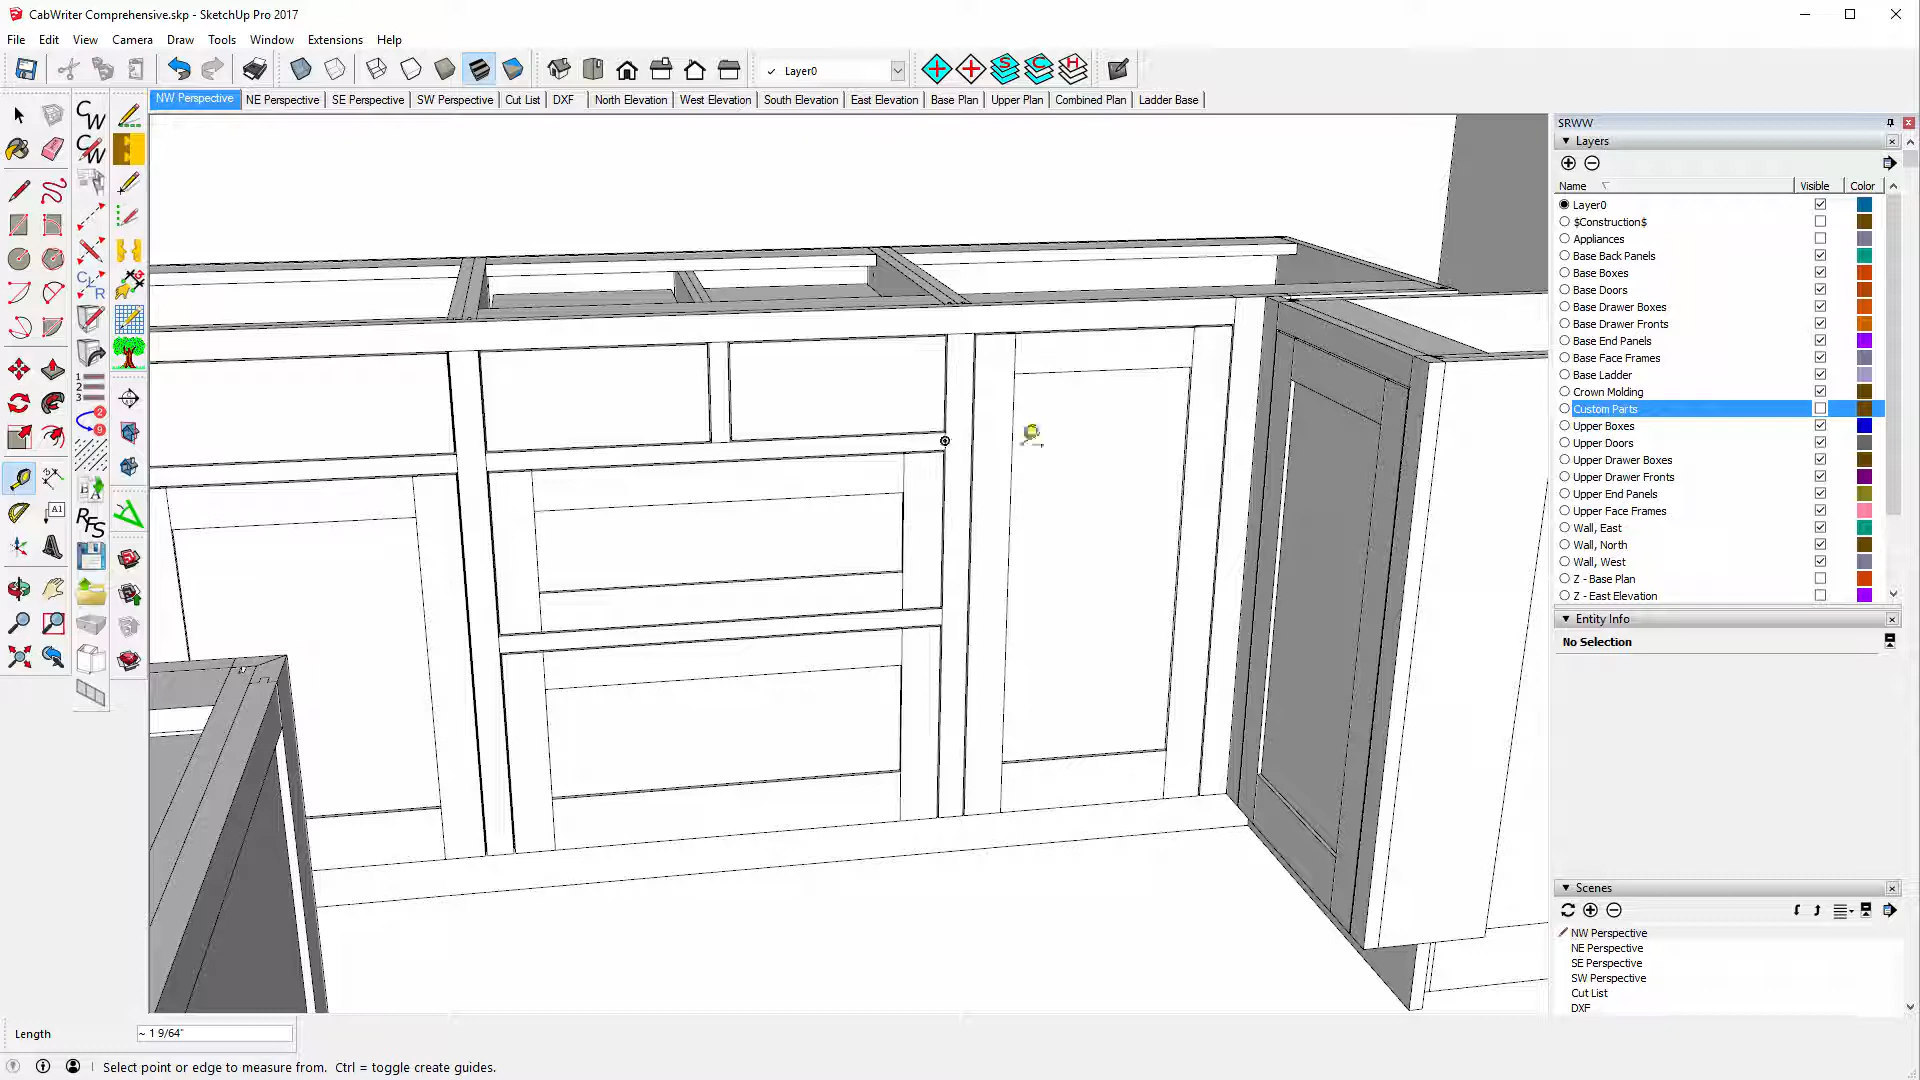 CabWriter Comprehensive.skp - SketchUp Pro 2017
File Edit View Camera Draw Tools Window Extensions Help
Layer0
NW Perspective NE Perspective SE Perspective SW Perspective Cut List DXF North Elevation West Elevation South Elevation East Elevation Base Plan Upper Plan Combined Plan Ladder Base
SRWW
Layers
Name Visible Color
Layer0
$Construction$
Appliances
Base Back Panels
Base Boxes
Base Doors
Base Drawer Boxes
Base Drawer Fronts
Base End Panels
Base Face Frames
Base Ladder
Crown Molding
Custom Parts
Upper Boxes
Upper Doors
Upper Drawer Boxes
Upper Drawer Fronts
Upper End Panels
Upper Face Frames
Wall, East
Wall, North
Wall, West
Z - Base Plan
Z - East Elevation
Entity Info
No Selection
Scenes
NW Perspective
NE Perspective
SE Perspective
SW Perspective
Cut List
DXF
Length ~ 1 9/64"
Select point or edge to measure from. Ctrl = toggle create guides.